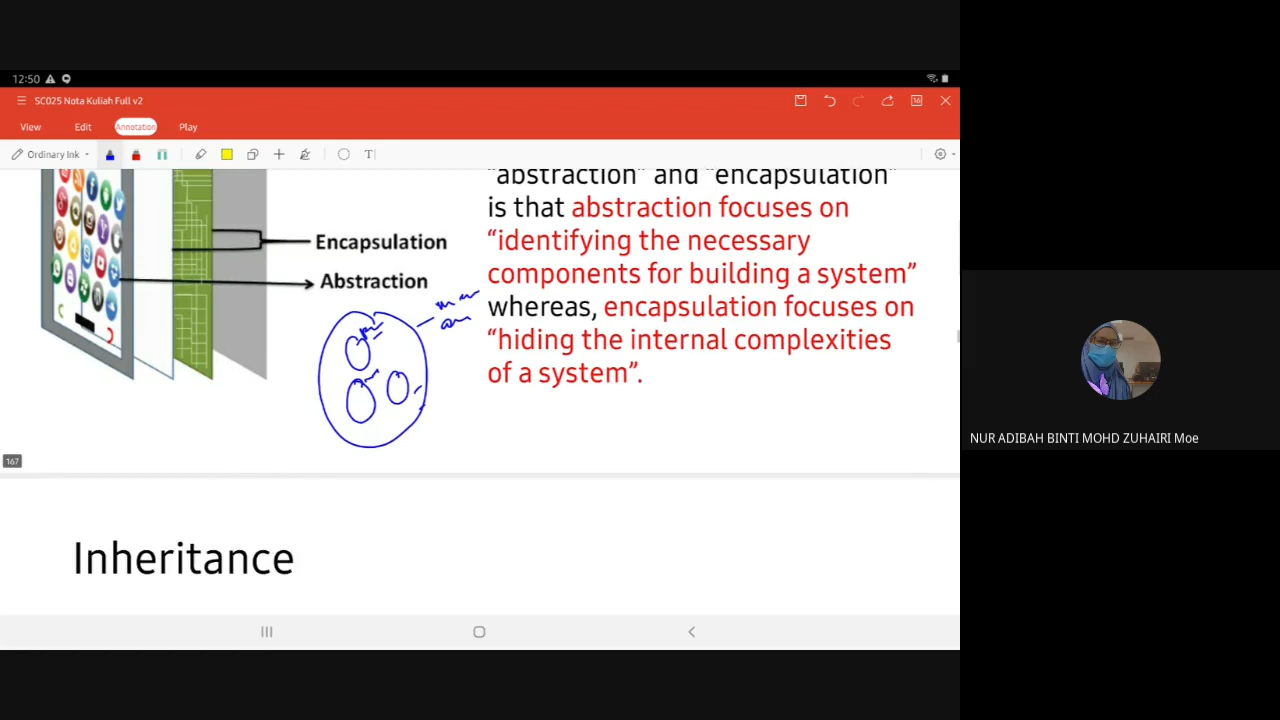 12:50
SC025 Nota Kuliah Full v2
16
View
Edit
Annotation
Play
Ordinary Ink
T
"abstraction" and "encapsulation"
is that abstraction focuses on
“identifying the necessary
components for building a system”
whereas, encapsulation focuses on
“hiding the internal complexities
of a system”.
Encapsulation
Abstraction
167
Inheritance
NUR ADIBAH BINTI MOHD ZUHAIRI Moe